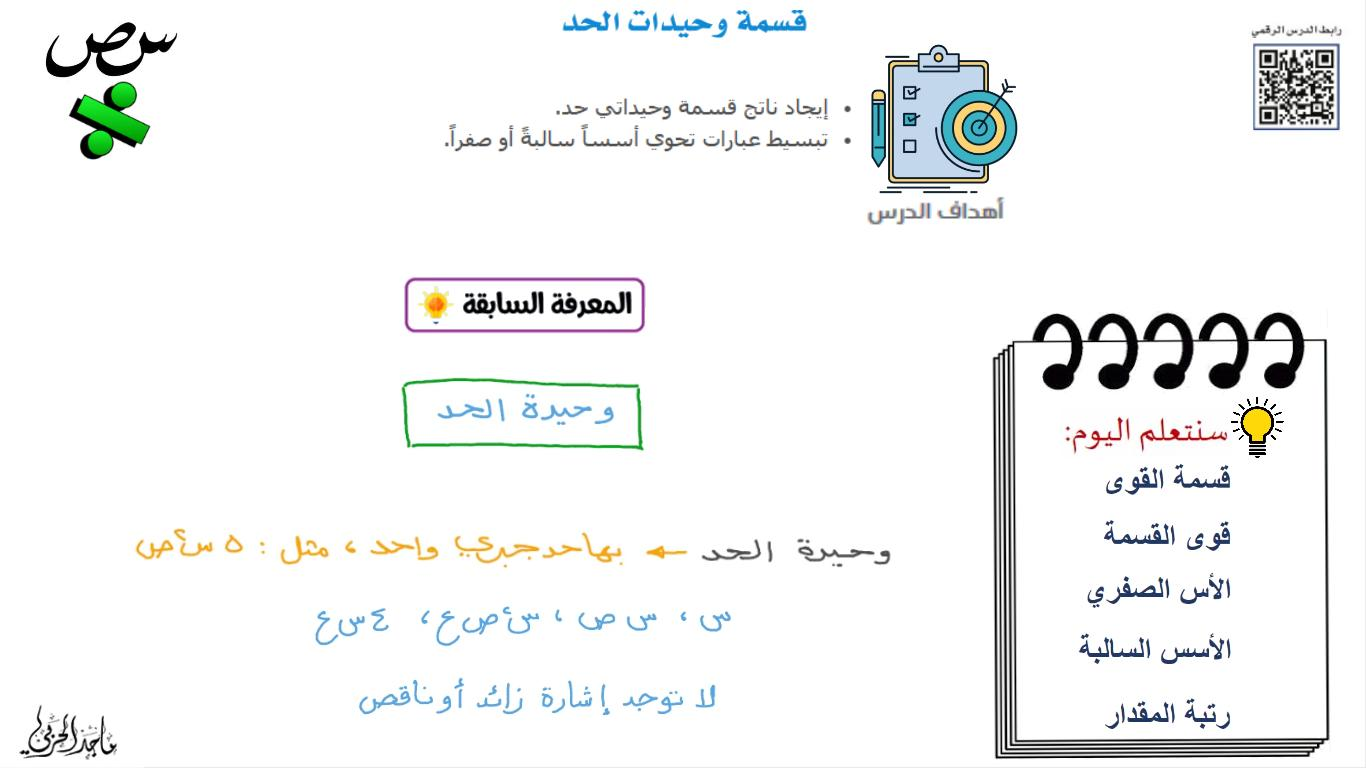 قسمة وحيدات الحد
رابط الدرس الرقمي
س ص
إيجاد ناتج قسمة وحيداتي حد.
تبسيط عبارات تحوي أسساً سالبةً أو صفراً.
أهداف الدرس
المعرفة السابقة
وحيدة الحد
وحيدة الحد ← بها حد جبري واحد ، مثل : ٥ س٢ص
س ، س ص ، س٢ص ع ، ٤ س ع
لا توجد إشارة زائد أو ناقص
سنتعلم اليوم:
قسمة القوى
قوى القسمة
الأس الصفري
الأسس السالبة
رتبة المقدار